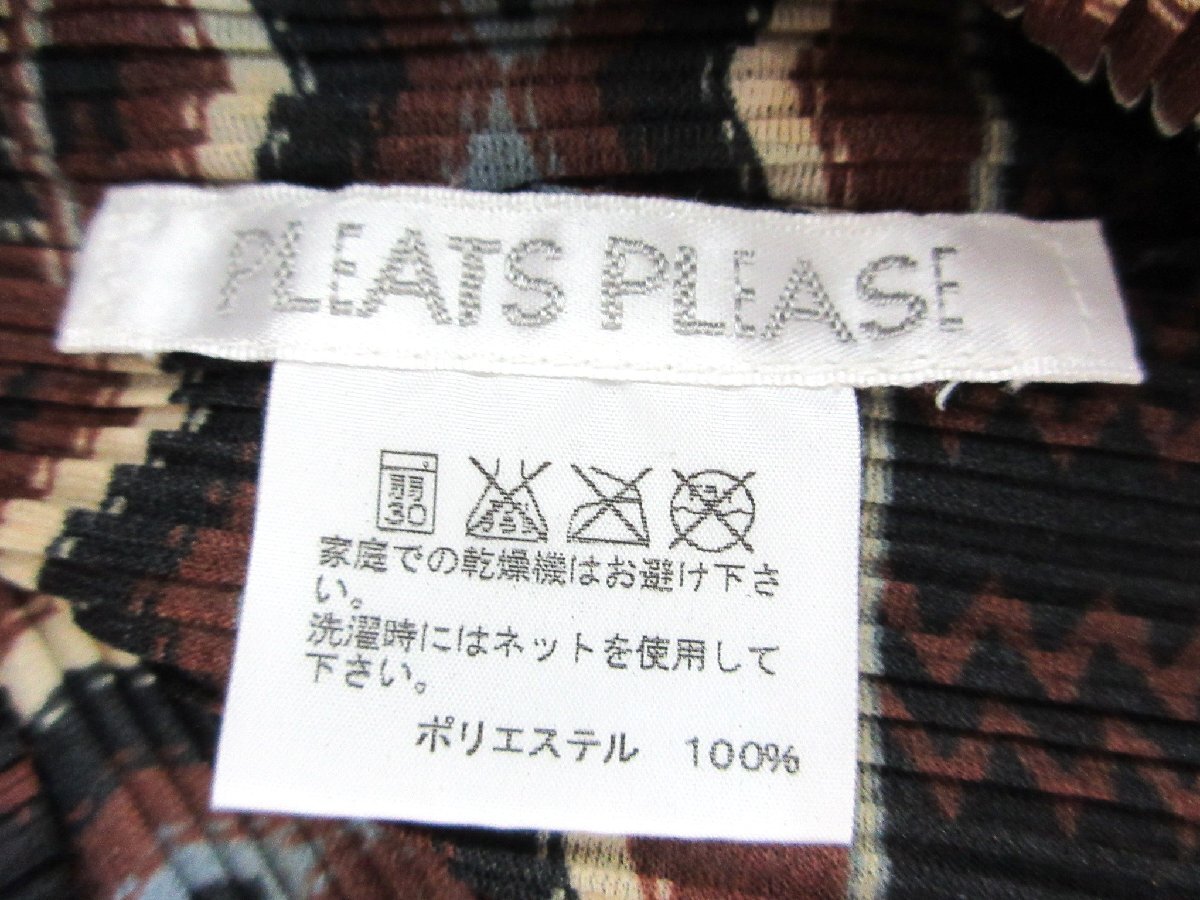 PLEATS PLEASE
弱
30
家庭での乾燥機はお避け下さ
い。
洗濯時にはネットを使用して
下さい。
ポリエステル 100%